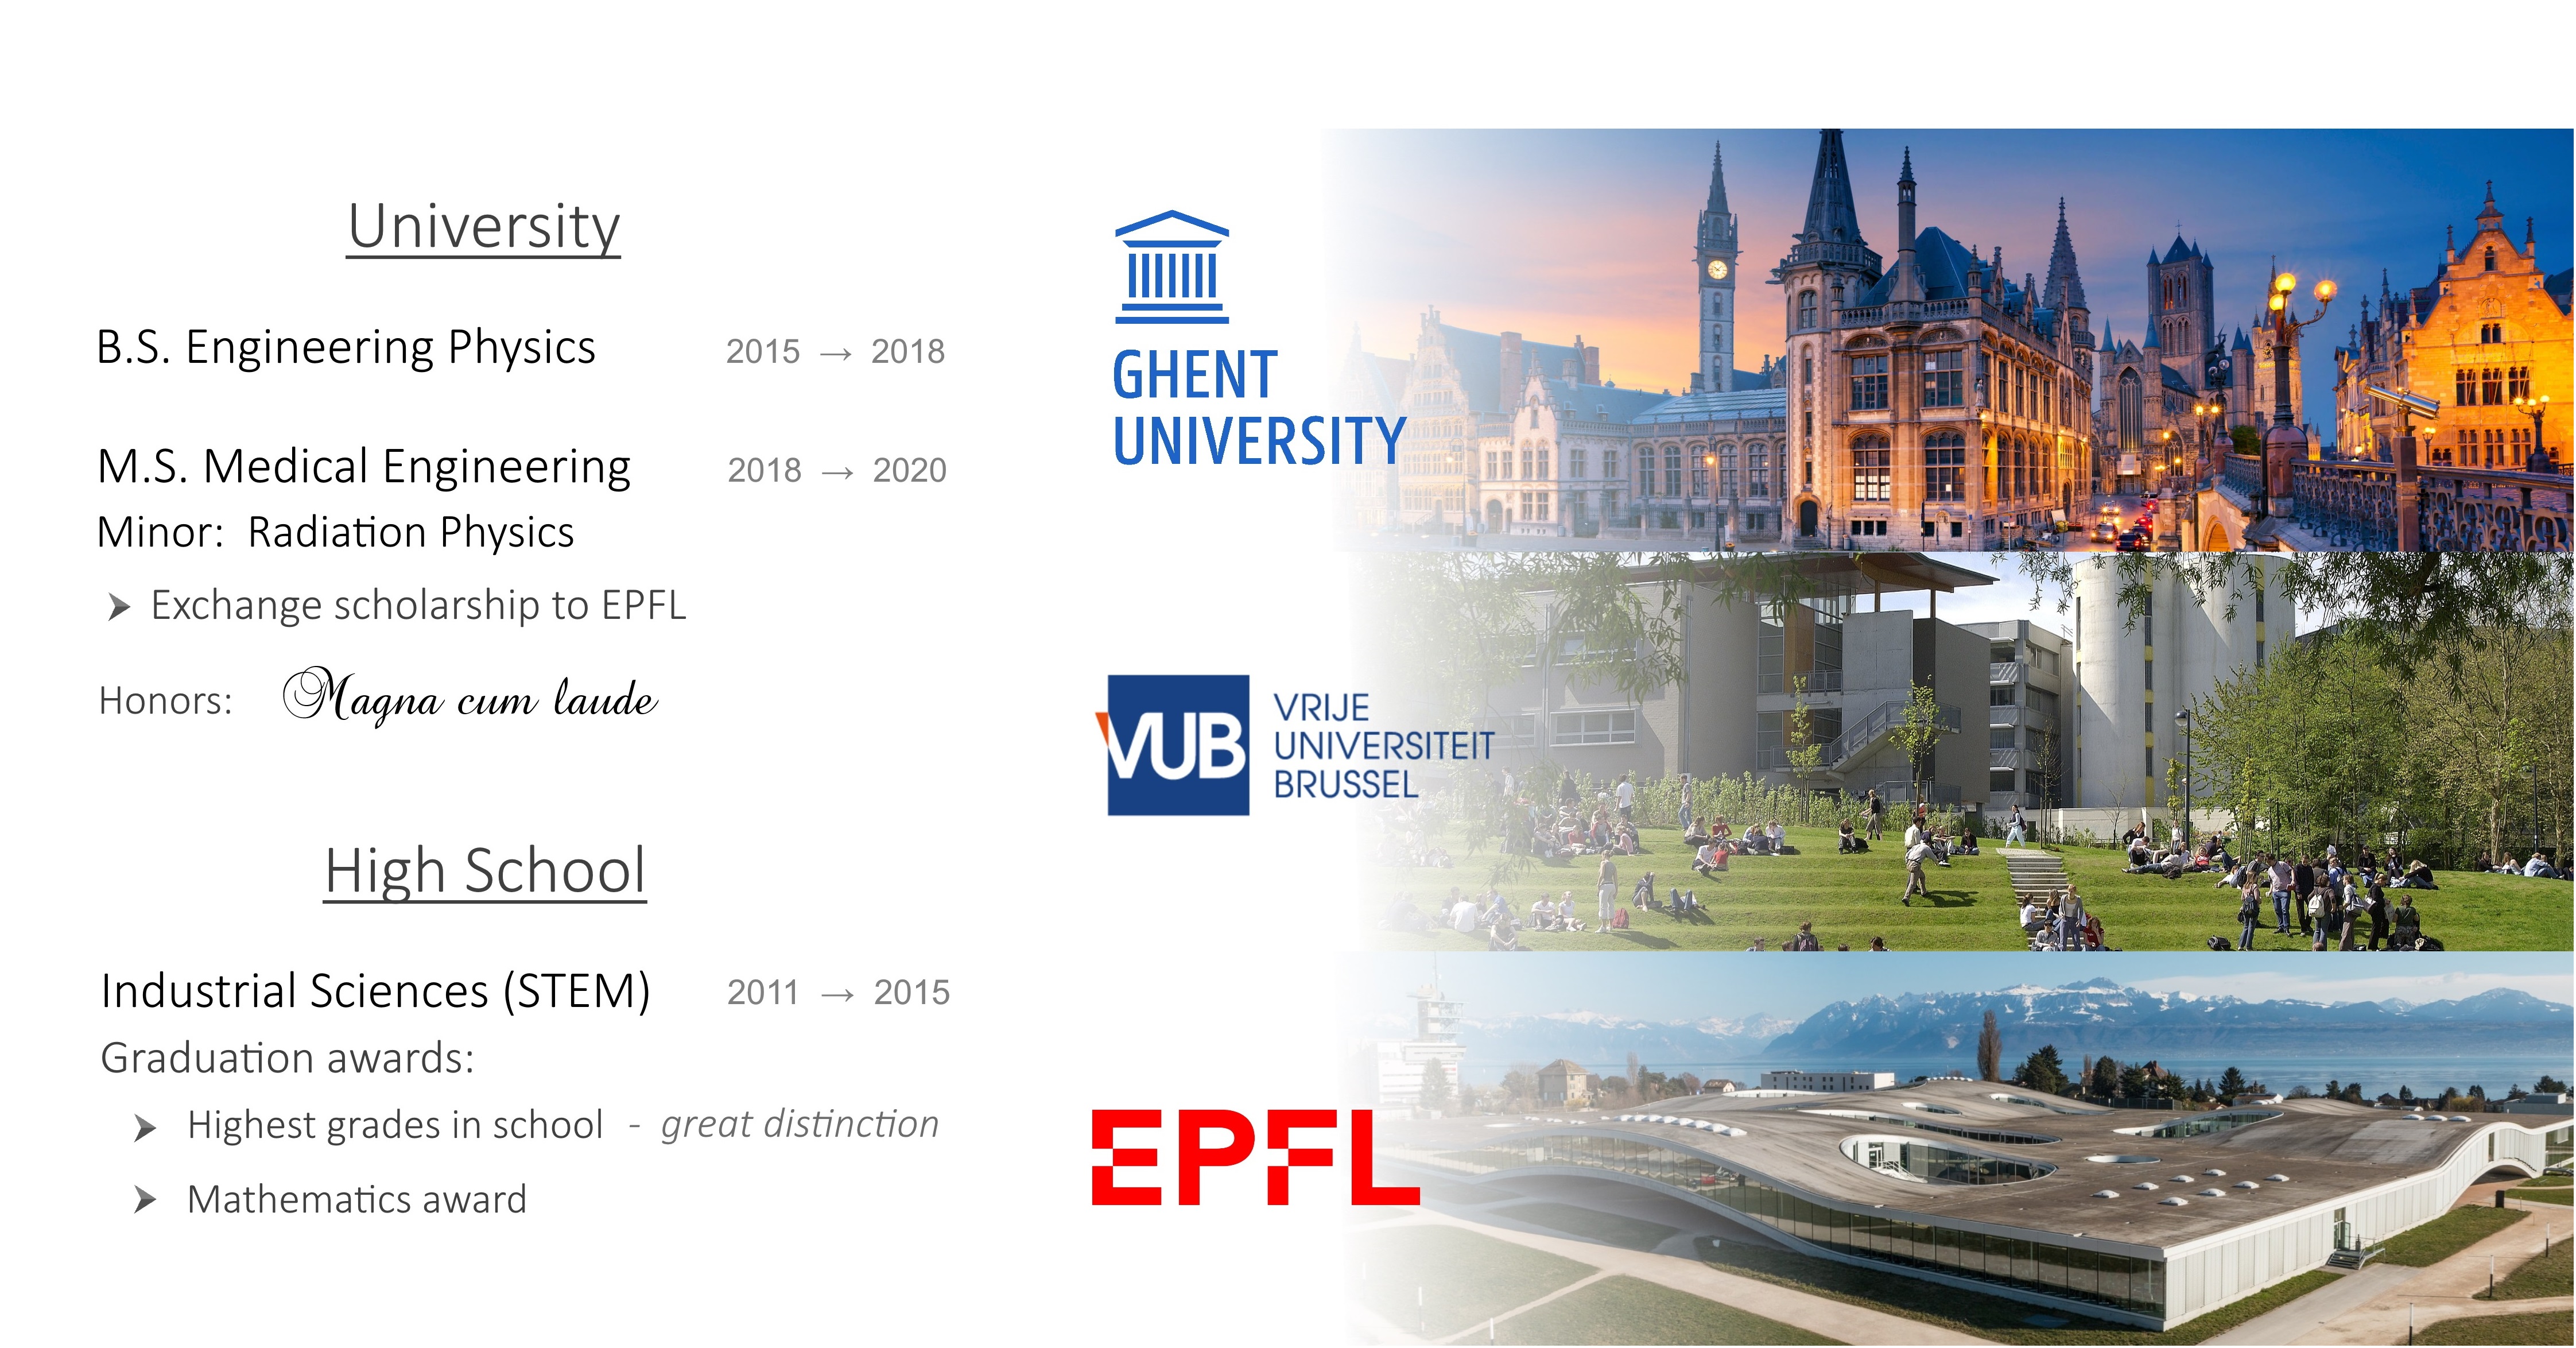 University
B.S. Engineering Physics 2015 → 2018
M.S. Medical Engineering 2018 → 2020
Minor: Radiation Physics
➤ Exchange scholarship to EPFL
Honors: Magna cum laude
High School
Industrial Sciences (STEM) 2011 → 2015
Graduation awards:
➤ Highest grades in school - great distinction
➤ Mathematics award
GHENT
UNIVERSITY
VUB
VRIJE
UNIVERSITEIT
BRUSSEL
EPFL